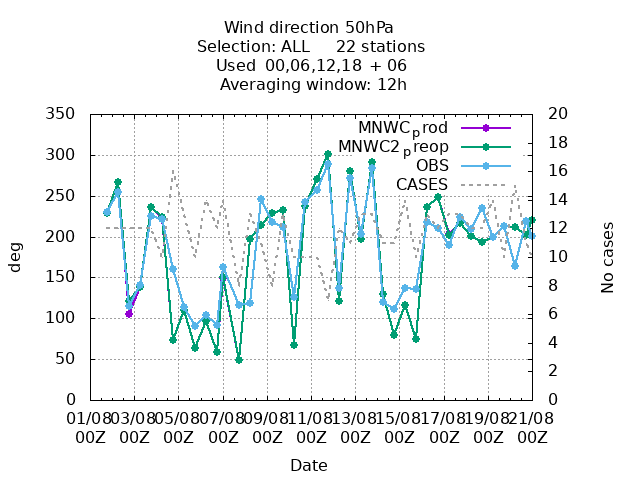 Wind direction 50hPa
Selection: ALL 22 stations
Used 00,06,12,18 + 06
Averaging window: 12h
MNWCprod
MNWC2preop
OBS
CASES
deg
350
300
250
200
150
100
50
0
No cases
20
18
16
14
12
10
8
6
4
2
0
01/08 03/08 05/08 07/08 09/08 11/08 13/08 15/08 17/08 19/08 21/08
00Z 00Z 00Z 00Z 00Z 00Z 00Z 00Z 00Z 00Z 00Z
Date